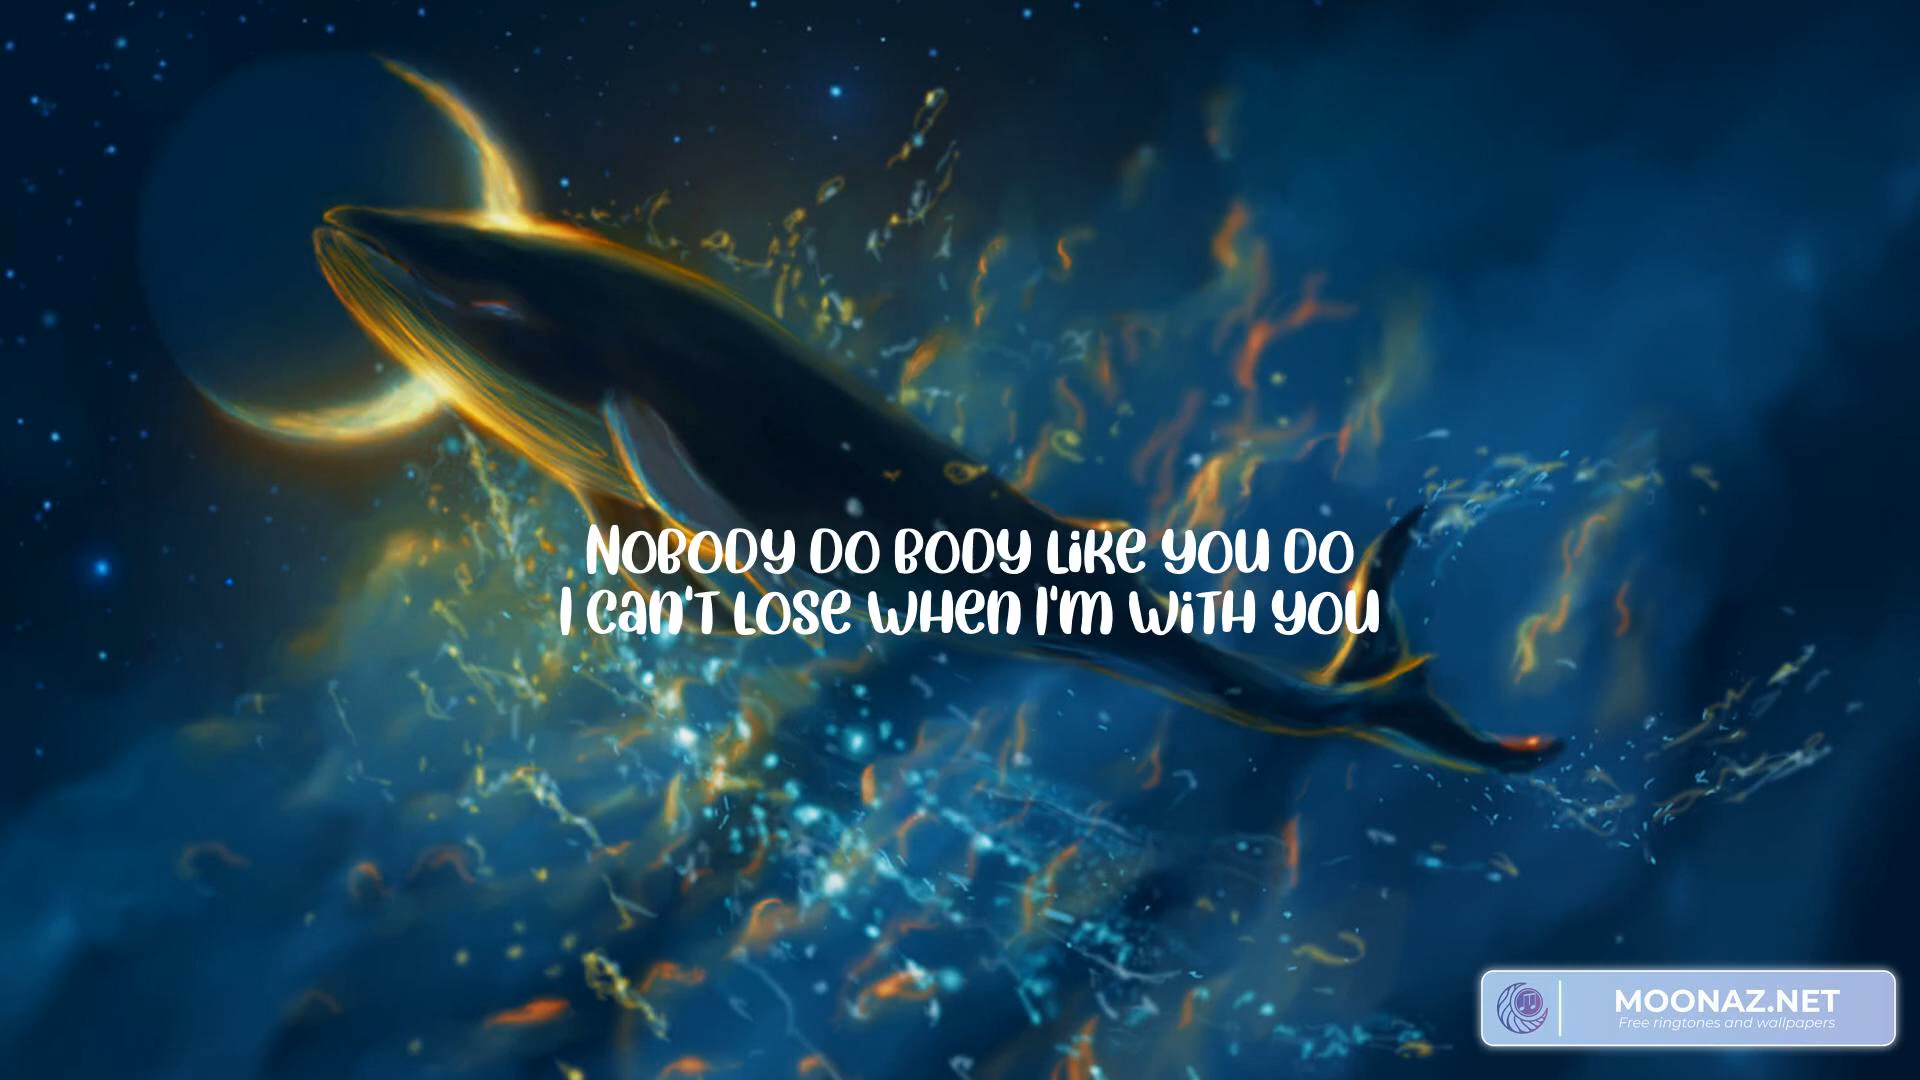 Nobody do body like you do
I can't lose when I'm with you
MOONAZ.NET
Free ringtones and wallpapers